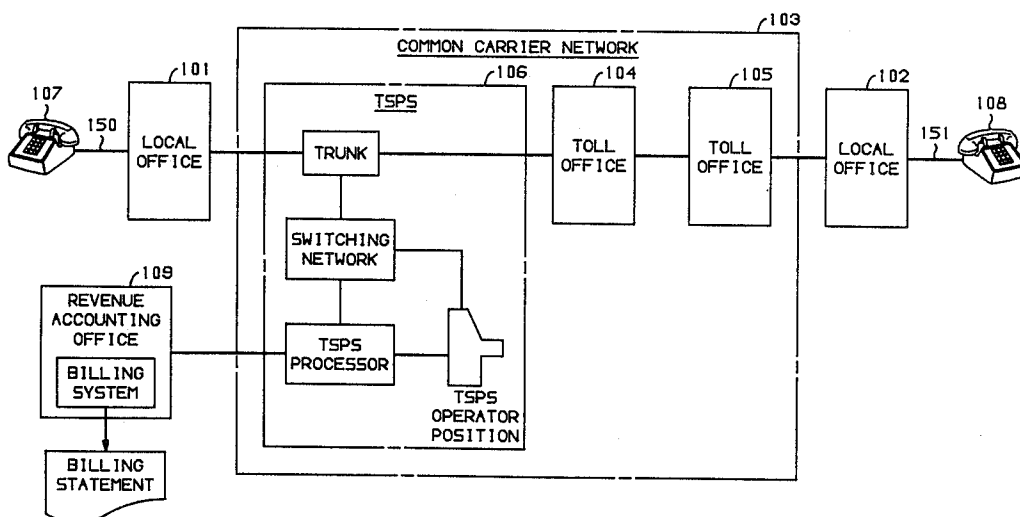 103
COMMON CARRIER NETWORK
101
106
104
105
102
107
TSPS
108
150
LOCAL
OFFICE
TRUNK
TOLL
OFFICE
TOLL
OFFICE
LOCAL
OFFICE
151
SWITCHING
NETWORK
109
REVENUE
ACCOUNTING
OFFICE
TSPS
PROCESSOR
BILLING
SYSTEM
TSPS
OPERATOR
POSITION
BILLING
STATEMENT